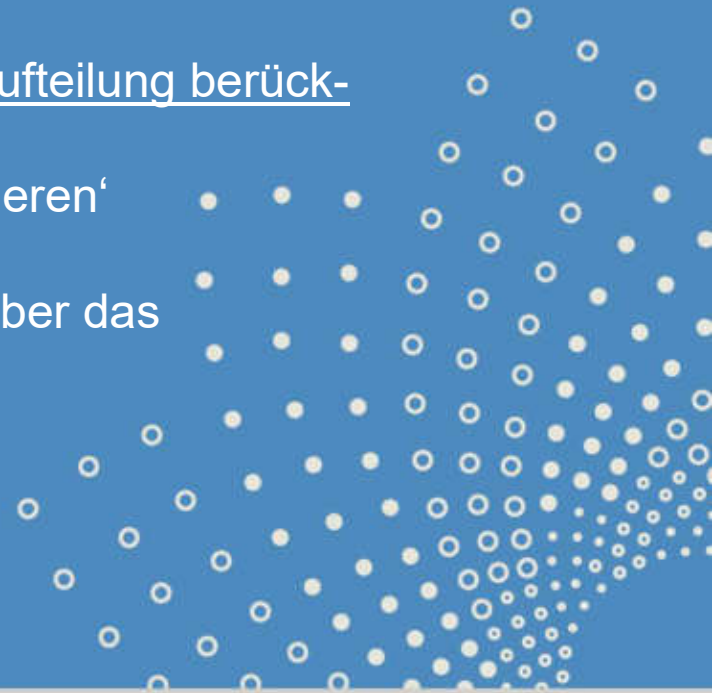 ufteilung berück-
eren‘
ber das